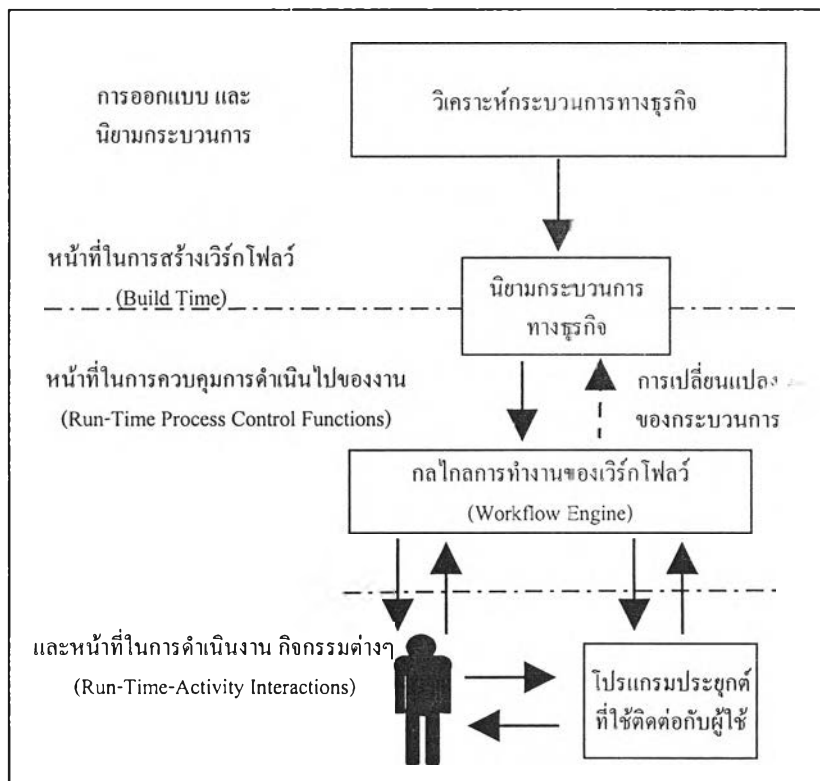 การออกแบบ และ
นิยามกระบวนการ
วิเคราะห์กระบวนการทางธุรกิจ
หน้าที่ในการสร้างเวิร์กโฟลว์
(Build Time)
นิยามกระบวนการ
ทางธุรกิจ
หน้าที่ในการควบคุมการดำเนินไปของงาน
(Run-Time Process Control Functions)
การเปลี่ยนแปลง
ของกระบวนการ
กลไกลการทำงานของเวิร์กโฟลว์
(Workflow Engine)
และหน้าที่ในการดำเนินงาน กิจกรรมต่างๆ
(Run-Time-Activity Interactions)
โปรแกรมประยุกต์
ที่ใช้ติดต่อกับผู้ใช้